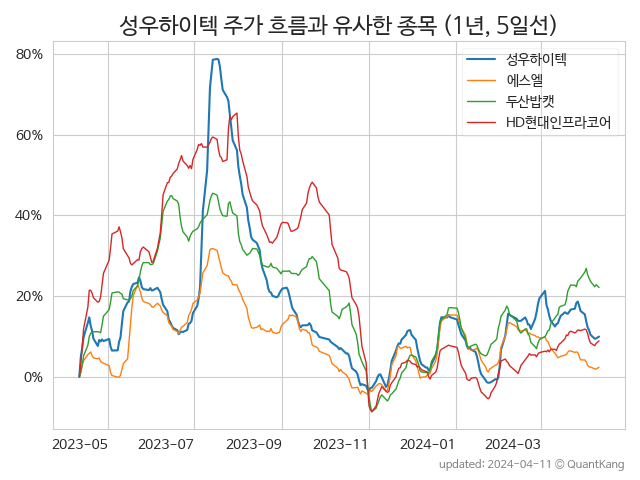 성우하이텍 주가 흐름과 유사한 종목 (1년, 5일선)
80%
60%
40%
20%
0%
성우하이텍
에스엘
두산밥캣
HD현대인프라코어
2023-05 2023-07 2023-09 2023-11 2024-01 2024-03
updated: 2024-04-11 © QuantKang